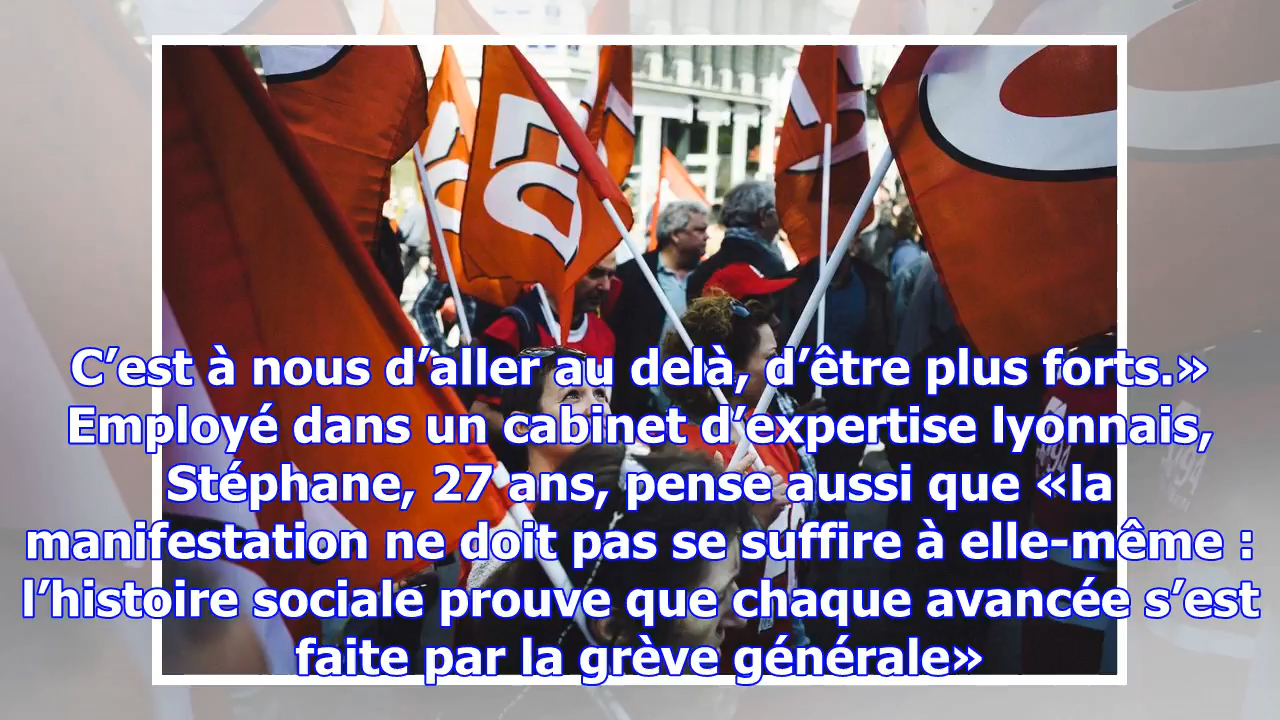 C’est à nous d’aller au delà, d’être plus forts.»
Employé dans un cabinet d’expertise lyonnais,
Stéphane, 27 ans, pense aussi que «la
manifestation ne doit pas se suffire à elle-même :
l’histoire sociale prouve que chaque avancée s’est
faite par la grève générale»